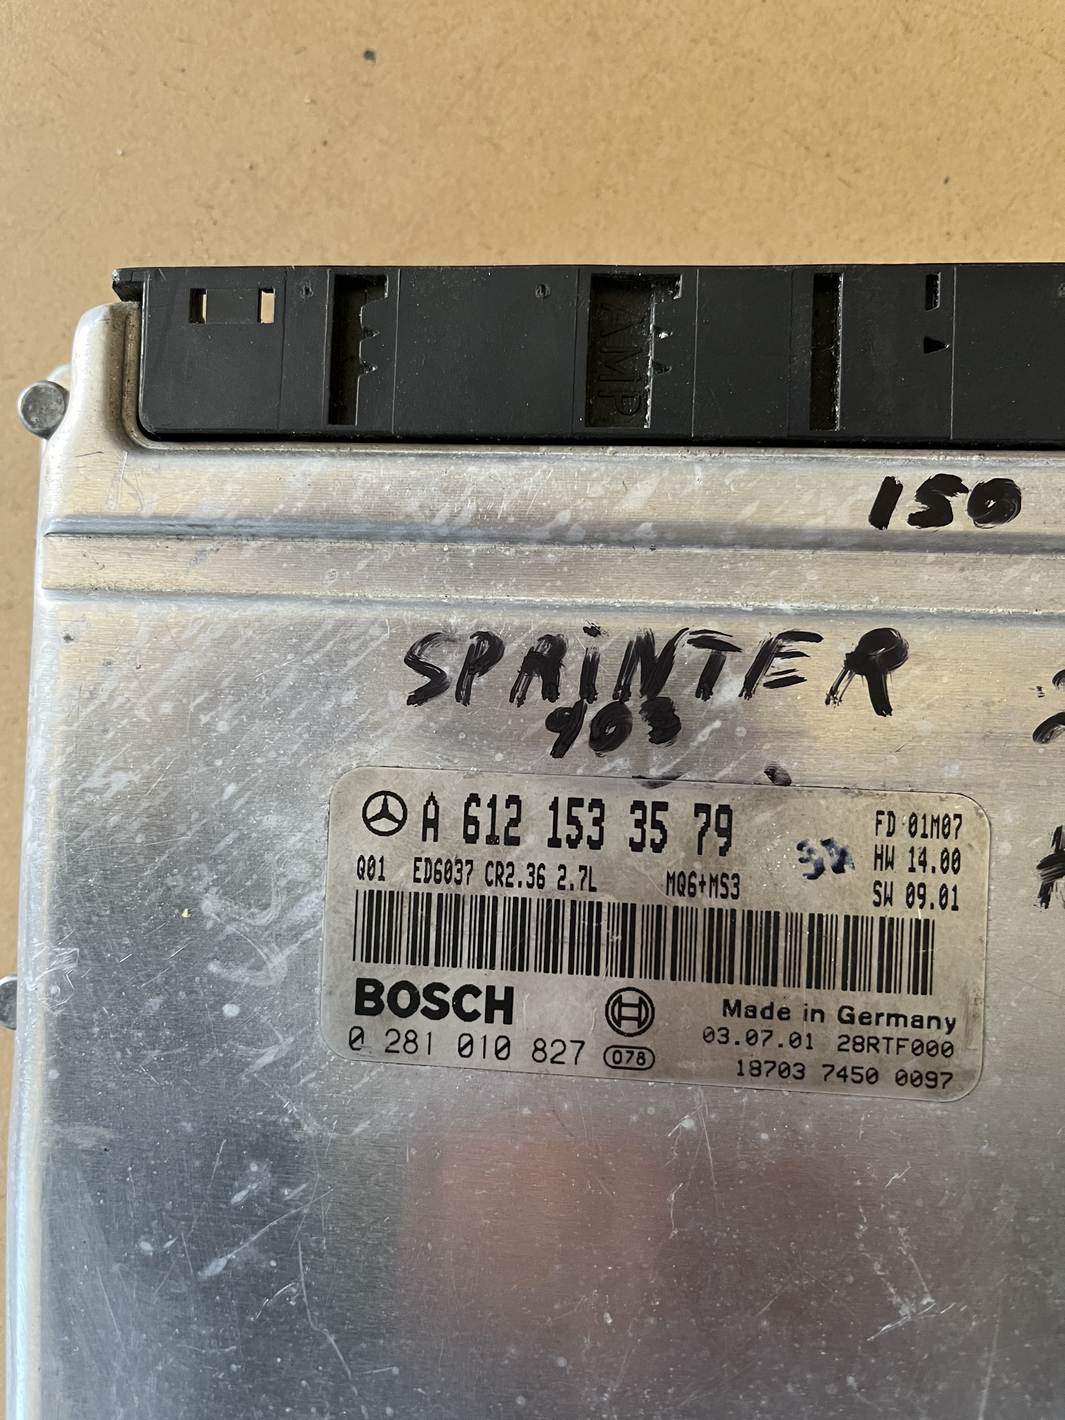 AMP
150
SPRINTER
903
A 612 153 35 79
FD 01M07
HW 14.00
SW 09.01
Q01 ED6037 CR2.36 2.7L MQ6+MS3
BOSCH
Made in Germany
0 281 010 827 078
03.07.01 28RTF000
18703 7450 0097